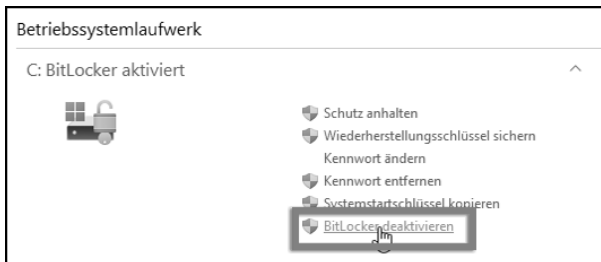 Betriebssystemlaufwerk
C: BitLocker aktiviert
Schutz anhalten
Wiederherstellungsschlüssel sichern
Kennwort ändern
Kennwort entfernen
Systemstartschlüssel kopieren
BitLocker deaktivieren